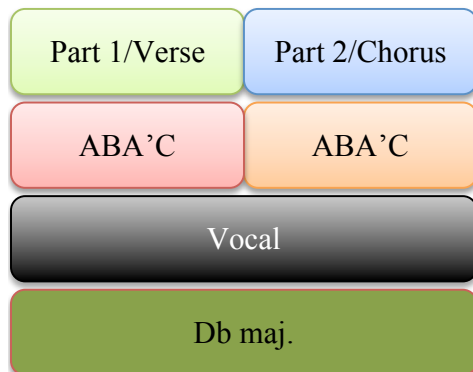 Part 1/Verse Part 2/Chorus
ABA’C ABA’C
Vocal
Db maj.